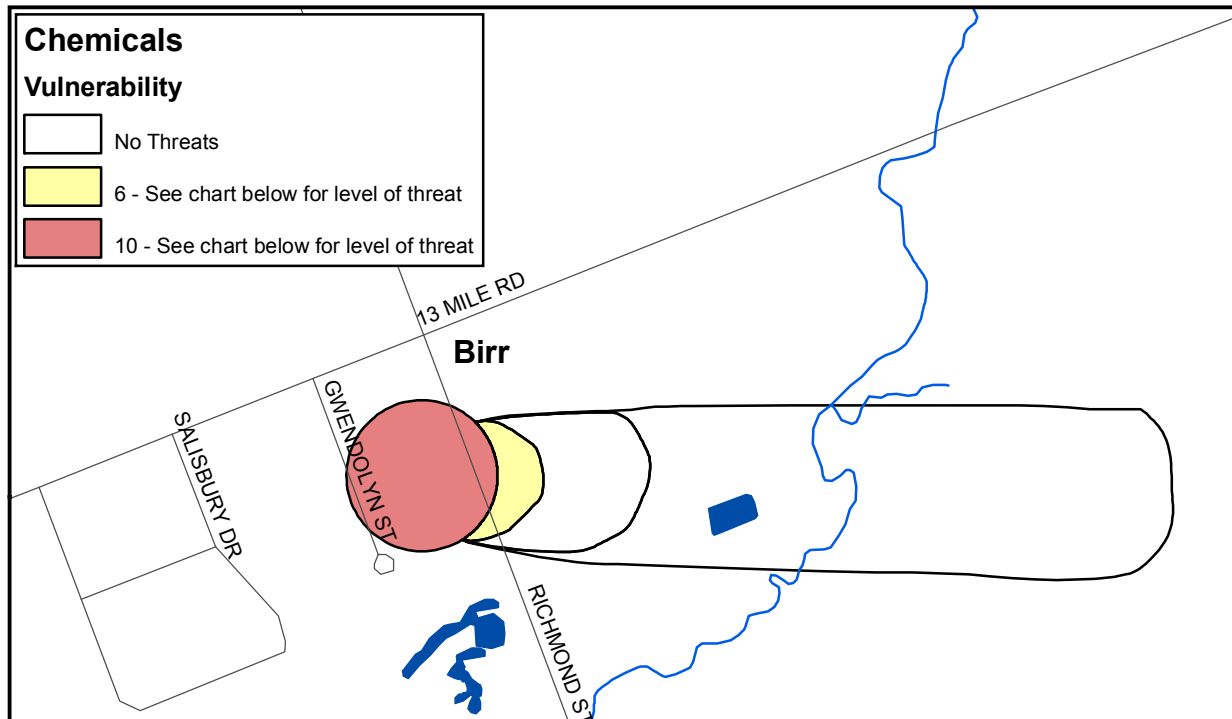 Chemicals
Vulnerability
No Threats
6 - See chart below for level of threat
10 - See chart below for level of threat
13 MILE RD
Birr
GWENDOLYN ST
SALISBURY DR
RICHMOND ST